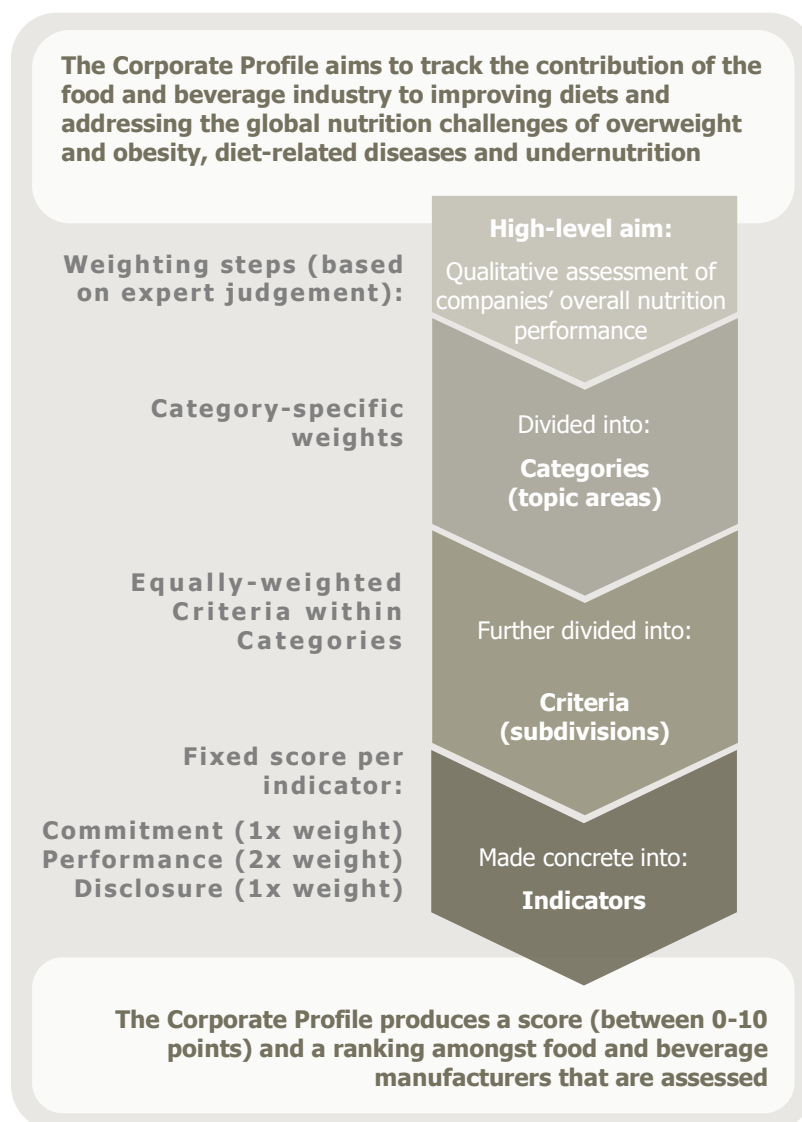 The Corporate Profile aims to track the contribution of the
food and beverage industry to improving diets and
addressing the global nutrition challenges of overweight
and obesity, diet-related diseases and undernutrition
High-level aim:
Weighting steps (based
on expert judgement):
Qualitative assessment of
companies’ overall nutrition
performance
Category-specific
weights
Divided into:
Categories
(topic areas)
Equally-weighted
Criteria within
Categories
Further divided into:
Criteria
(subdivisions)
Fixed score per
indicator:
Commitment (1x weight)
Performance (2x weight)
Disclosure (1x weight)
Made concrete into:
Indicators
The Corporate Profile produces a score (between 0-10
points) and a ranking amongst food and beverage
manufacturers that are assessed